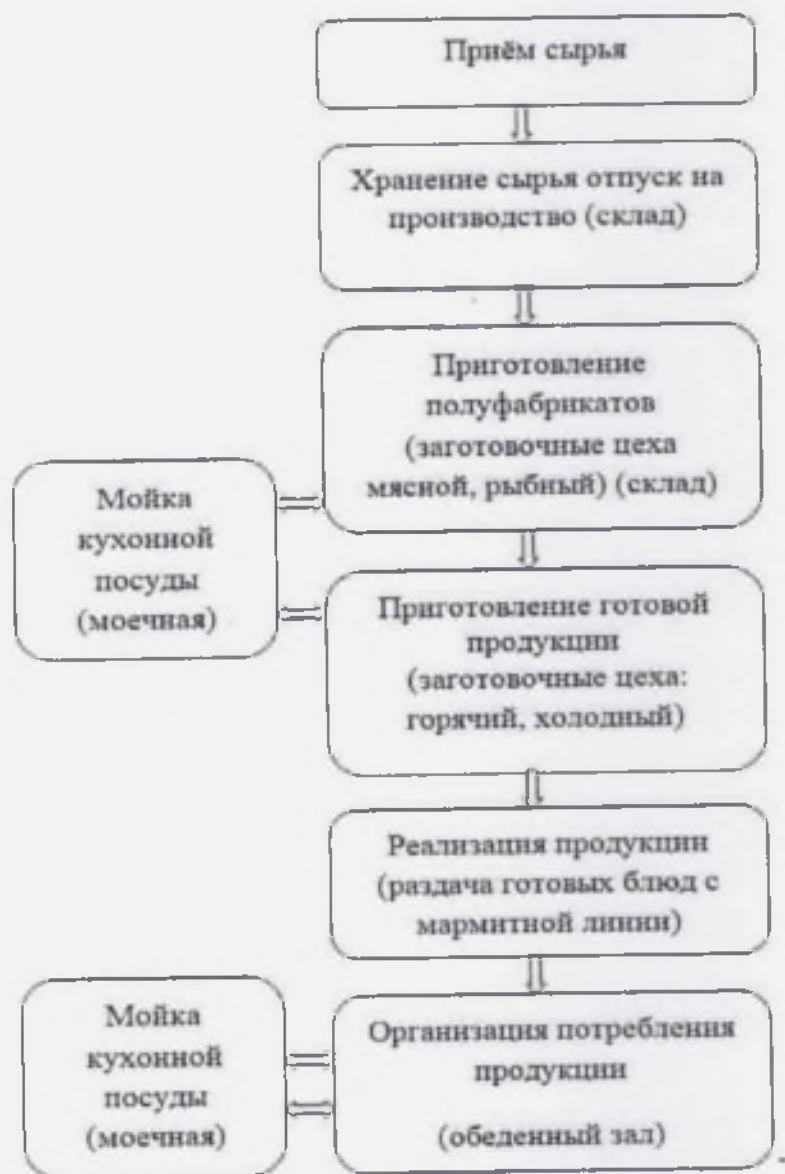 Приём сырья
Хранение сырья отпуск на
производство (склад)
Приготовление
полуфабрикатов
(заготовочные цеха
мясной, рыбный) (склад)
Мойка
кухонной
посуды
(моечная)
Приготовление готовой
продукции
(заготовочные цеха:
горячий, холодный)
Реализация продукции
(раздача готовых блюд с
мармитной линии)
Мойка
кухонной
посуды
(моечная)
Организация потребления
продукции
(обеденный зал)